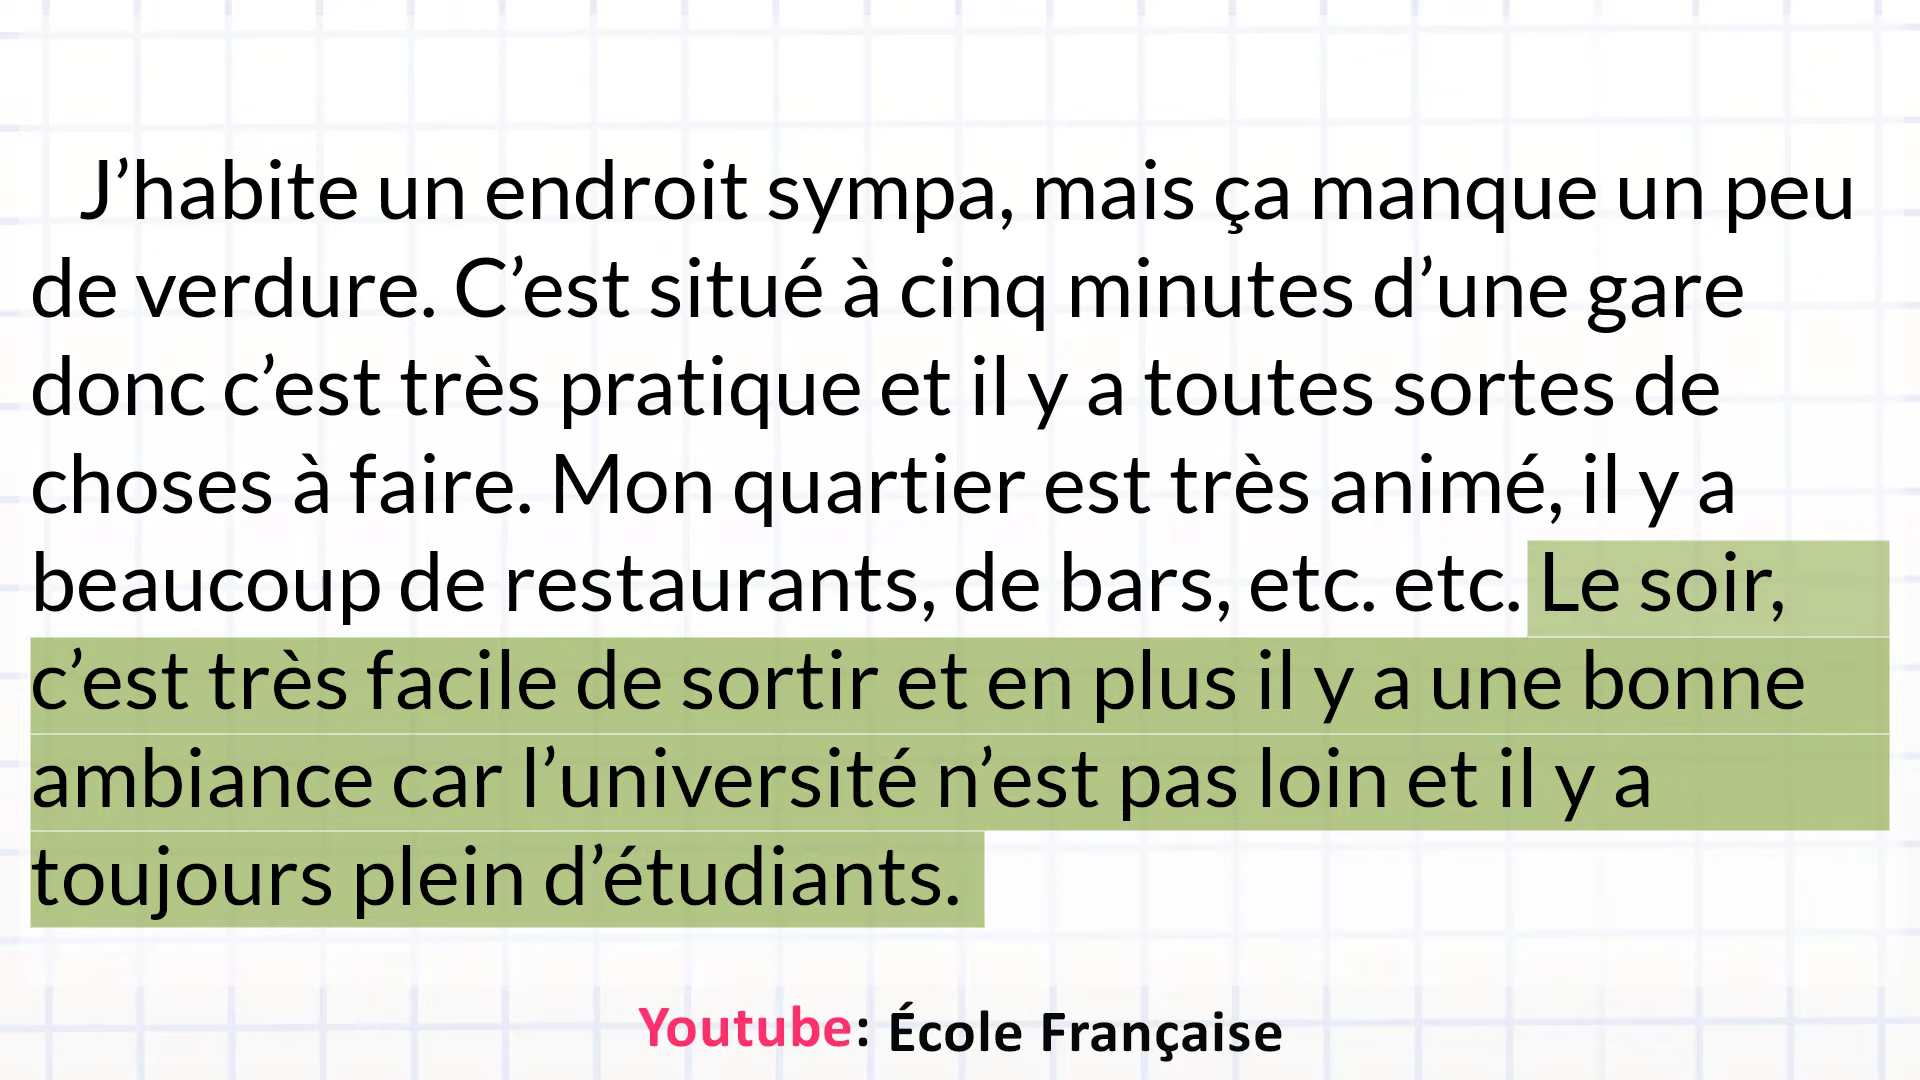 J’habite un endroit sympa, mais ça manque un peu
de verdure. C’est situé à cinq minutes d’une gare
donc c’est très pratique et il y a toutes sortes de
choses à faire. Mon quartier est très animé, il y a
beaucoup de restaurants, de bars, etc. etc. Le soir,
c’est très facile de sortir et en plus il y a une bonne
ambiance car l’université n’est pas loin et il y a
toujours plein d’étudiants.
Youtube: École Française